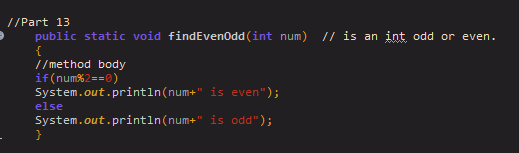 //Part 13
public static void findEvenOdd(int num)  // is an int odd or even.
{
//method body
if(num%2==0)
System.out.println(num+" is even");
else
System.out.println(num+" is odd");
}